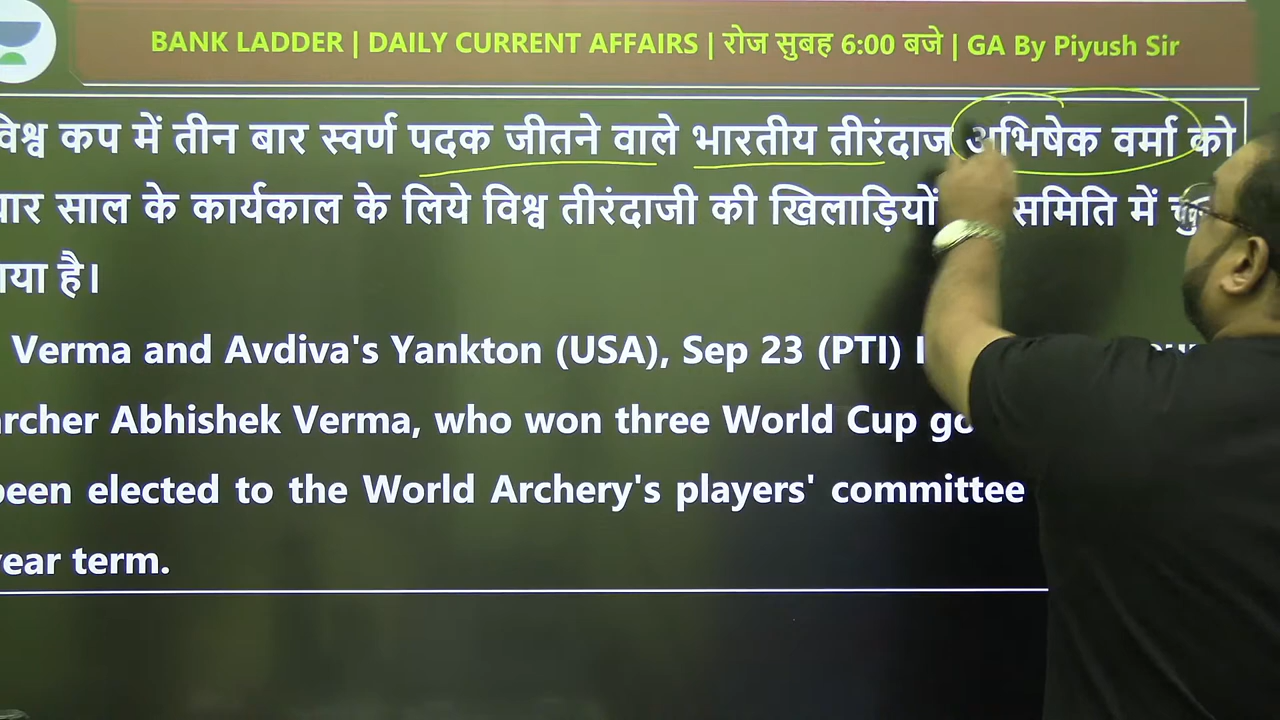 BANK LADDER | DAILY CURRENT AFFAIRS | रोज सुबह 6:00 बजे | GA By Piyush Sir
विश्व कप में तीन बार स्वर्ण पदक जीतने वाले भारतीय तीरंदाज अभिषेक वर्मा को
साल के कार्यकाल के लिये विश्व तीरंदाजी की खिलाड़ियों समिति में
है।
Verma and Avdiva's Yankton (USA), Sep 23 (PTI)
archer Abhishek Verma, who won three World Cup
been elected to the World Archery's players' committee
year term.